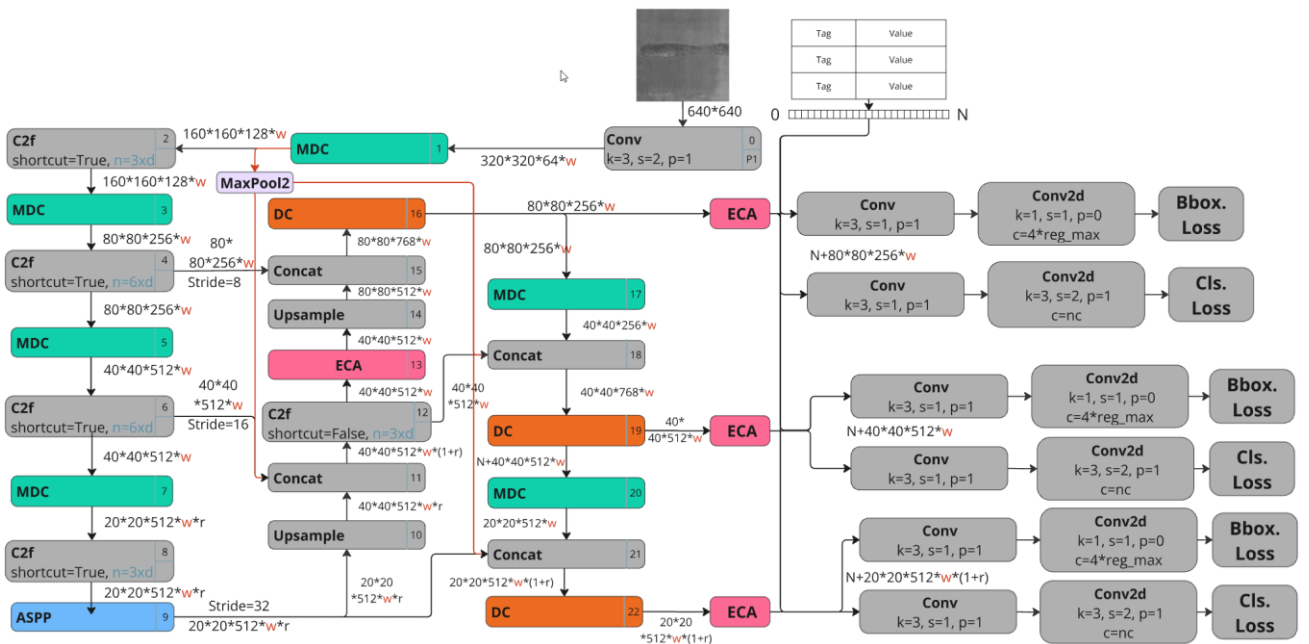 Tag Value
Tag Value
Tag Value
0 N
640*640
Conv 0
k=3, s=2, p=1 P1
320*320*64*w
MDC 1
160*160*128*w
C2f 2
shortcut=True, n=3xd
160*160*128*w
MaxPool2
MDC 3
80*80*256*w
C2f 4
shortcut=True, n=6xd
80*
80*256*w
Stride=8
80*80*256*w
MDC 5
40*40*512*w
C2f 6
shortcut=True, n=6xd
40*40
*512*w
Stride=16
40*40*512*w
MDC 7
20*20*512*w*r
C2f 8
shortcut=True, n=3xd
20*20*512*w*r
ASPP 9
Stride=32
20*20*512*w*r
20*20
*512*w*r
Upsample 10
40*40*512*w*r
Concat 11
40*40*512*w*(1+r)
C2f 12
shortcut=False, n=3xd
40*40
*512*w
40*40*512*w
ECA 13
40*40*512*w
Upsample 14
80*80*512*w
Concat 15
80*80*768*w
DC 16
80*80*256*w
80*80*256*w
MDC 17
40*40*256*w
Concat 18
40*40*768*w
DC 19
40*
40*512*w
N+40*40*512*w
MDC 20
20*20*512*w
Concat 21
20*20*512*w*(1+r)
DC 22
20*20
*512*w*(1+r)
ECA
Conv
k=3, s=1, p=1
Conv2d
k=1, s=1, p=0
c=4*reg_max
Bbox.
Loss
N+80*80*256*w
Conv
k=3, s=1, p=1
Conv2d
k=3, s=2, p=1
c=nc
Cls.
Loss
ECA
Conv
k=3, s=1, p=1
Conv2d
k=1, s=1, p=0
c=4*reg_max
Bbox.
Loss
N+40*40*512*w
Conv
k=3, s=1, p=1
Conv2d
k=3, s=2, p=1
c=nc
Cls.
Loss
ECA
Conv
k=3, s=1, p=1
Conv2d
k=1, s=1, p=0
c=4*reg_max
Bbox.
Loss
N+20*20*512*w*(1+r)
Conv
k=3, s=1, p=1
Conv2d
k=3, s=2, p=1
c=nc
Cls.
Loss